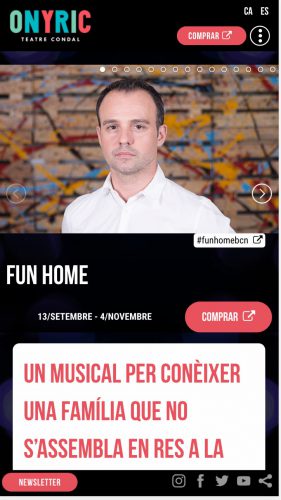 ONYRIC
TEATRE CONDAL
CA ES
COMPRAR
#funhomebcn
FUN HOME
13/SETEMBRE - 4/NOVEMBRE
COMPRAR
UN MUSICAL PER CONÈIXER
UNA FAMÍLIA QUE NO
S'ASSEMBLA EN RES A LA
NEWSLETTER